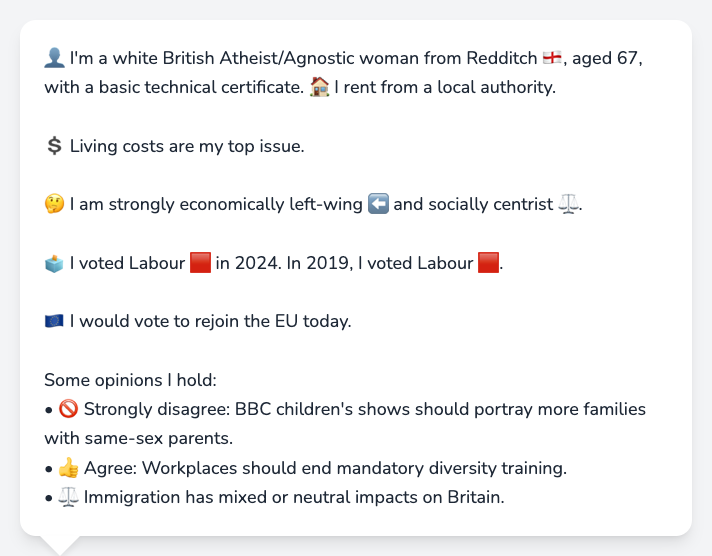 👤 I'm a white British Atheist/Agnostic woman from Redditch 🏴󠁧󠁢󠁥󠁮󠁧󠁿, aged 67,
with a basic technical certificate. 🏠 I rent from a local authority.
💲 Living costs are my top issue.
🤔 I am strongly economically left-wing ⬅️ and socially centrist ⚖️.
🗳️ I voted Labour 🟥 in 2024. In 2019, I voted Labour 🟥.
🇪🇺 I would vote to rejoin the EU today.
Some opinions I hold:
• 🚫 Strongly disagree: BBC children's shows should portray more families
with same-sex parents.
• 👍 Agree: Workplaces should end mandatory diversity training.
• ⚖️ Immigration has mixed or neutral impacts on Britain.